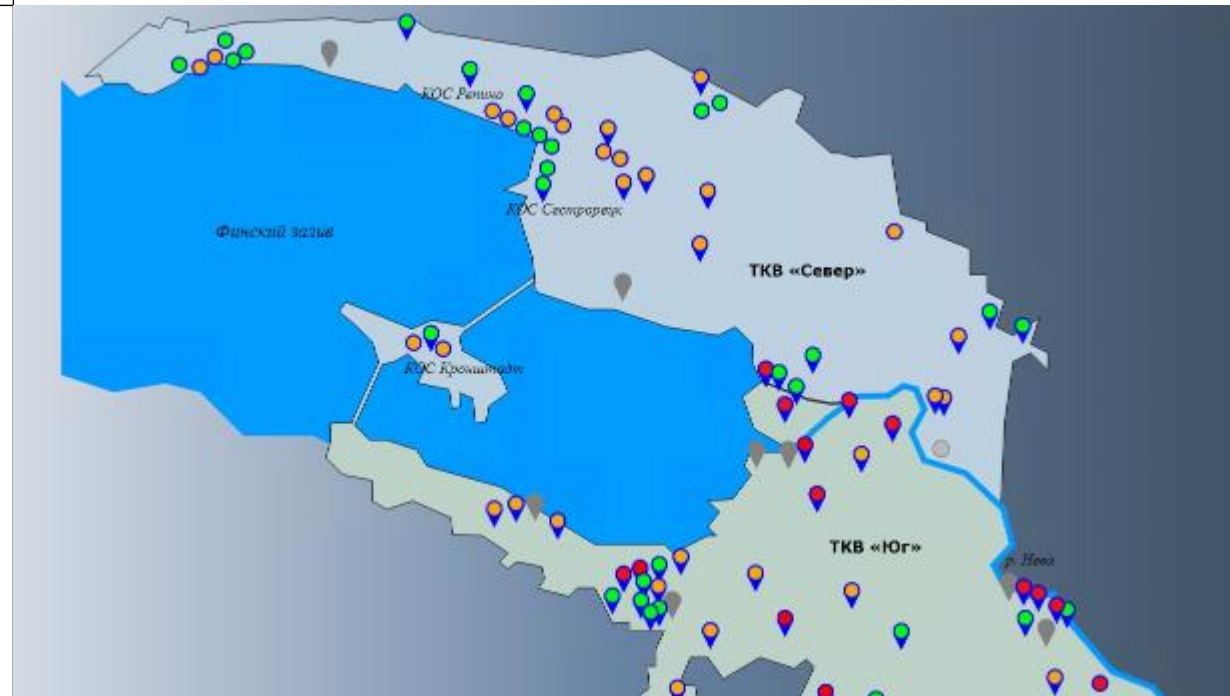 КОС Репино
КОС Сестрорецк
Финский залив
ТКВ «Север»
КОС Кронштадт
ТКВ «Юг»
р. Нева